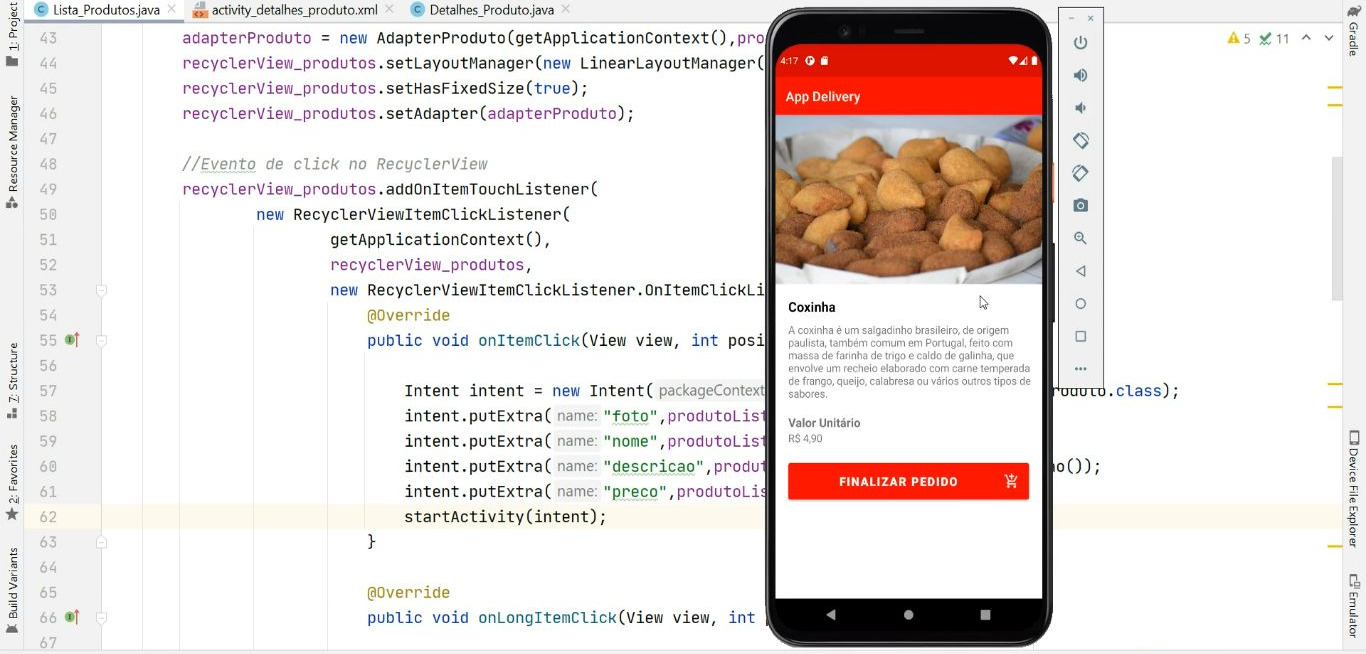 Lista_Produtos.java
activity_detalhes_produto.xml
Detalhes_Produto.java
1: Project
Resource Manager
7: Structure
2: Favorites
Build Variants
43 adapterProduto = new AdapterProduto(getApplicationContext(),pro
44 recyclerView_produtos.setLayoutManager(new LinearLayoutManager(
45 recyclerView_produtos.setHasFixedSize(true);
46 recyclerView_produtos.setAdapter(adapterProduto);
47
48 //Evento de click no RecyclerView
49 recyclerView_produtos.addOnItemTouchListener(
50 new RecyclerViewItemClickListener(
51 getApplicationContext(),
52 recyclerView_produtos,
53 new RecyclerViewItemClickListener.OnItemClickLi
54 @Override
55 public void onItemClick(View view, int posi
56
57 Intent intent = new Intent( packageContext oduto.class);
58 intent.putExtra( name: "foto",produtoList
59 intent.putExtra( name: "nome",produtoLis
60 intent.putExtra( name: "descricao",produt ao());
61 intent.putExtra( name: "preco",produtoLis
62 startActivity(intent);
63 }
64
65 @Override
66 public void onLongItemClick(View view, int
67
4:17
App Delivery
Coxinha
A coxinha é um salgadinho brasileiro, de origem
paulista, também comum em Portugal, feito com
massa de farinha de trigo e caldo de galinha, que
envolve um recheio elaborado com carne temperada
de frango, queijo, calabresa ou vários outros tipos de
sabores.
Valor Unitário
R$ 4,90
FINALIZAR PEDIDO
5 11
Gradle
Device File Explorer
Emulator